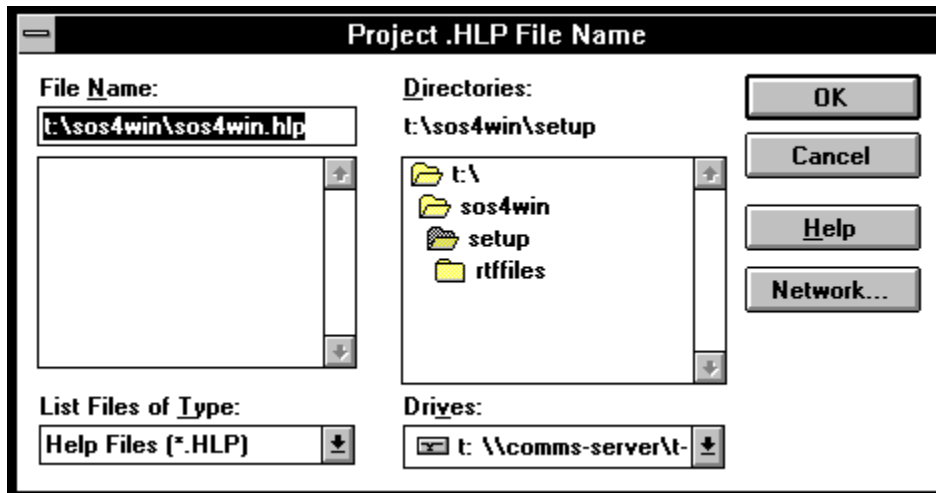 Project .HLP File Name
File Name:
t:\sos4win\sos4win.hlp
Directories:
t:\sos4win\setup
t:\
sos4win
setup
rtffiles
OK
Cancel
Help
Network...
List Files of Type:
Help Files (*.HLP)
Drives:
t: \\comms-server\t-